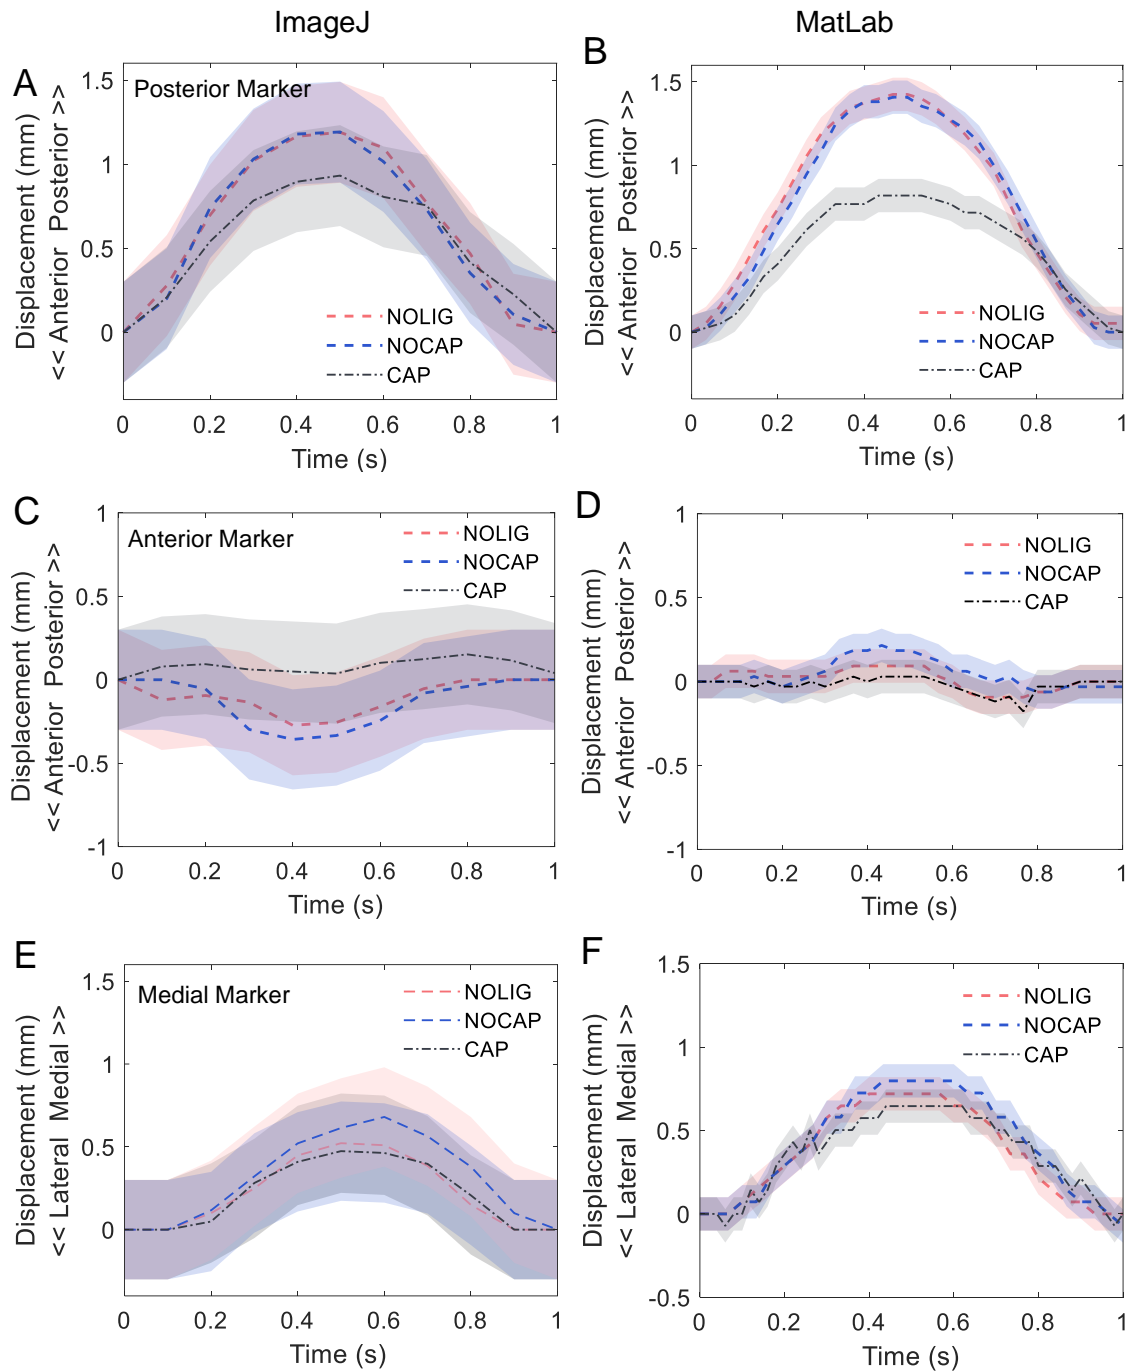 ImageJ
MatLab
A
Posterior Marker
Displacement (mm)
<< Anterior Posterior >>
1.5
1
0.5
0
NOLIG
NOCAP
CAP
0 0.2 0.4 0.6 0.8 1
Time (s)
B
Displacement (mm)
<< Anterior Posterior >>
1.5
1
0.5
0
NOLIG
NOCAP
CAP
0 0.2 0.4 0.6 0.8 1
Time (s)
C
Anterior Marker
Displacement (mm)
<< Anterior Posterior >>
1
0.5
0
-0.5
-1
NOLIG
NOCAP
CAP
0 0.2 0.4 0.6 0.8 1
Time (s)
D
Displacement (mm)
<< Anterior Posterior >>
1
0.5
0
-0.5
-1
NOLIG
NOCAP
CAP
0 0.2 0.4 0.6 0.8 1
Time (s)
E
Medial Marker
Displacement (mm)
<< Lateral Medial >>
1.5
1
0.5
0
NOLIG
NOCAP
CAP
0 0.2 0.4 0.6 0.8 1
Time (s)
F
Displacement (mm)
<< Lateral Medial >>
1.5
1
0.5
0
-0.5
NOLIG
NOCAP
CAP
0 0.2 0.4 0.6 0.8 1
Time (s)